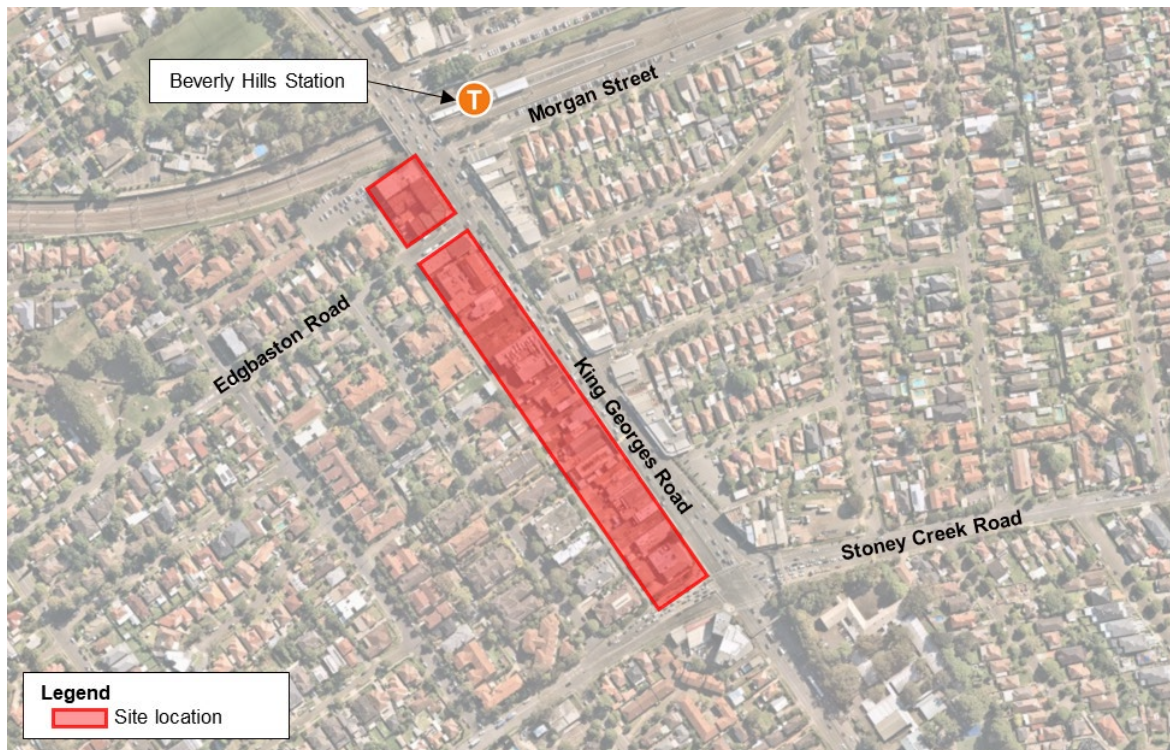 Beverly Hills Station
T
Morgan Street
Edgbaston Road
King Georges Road
Stoney Creek Road
Legend
Site location